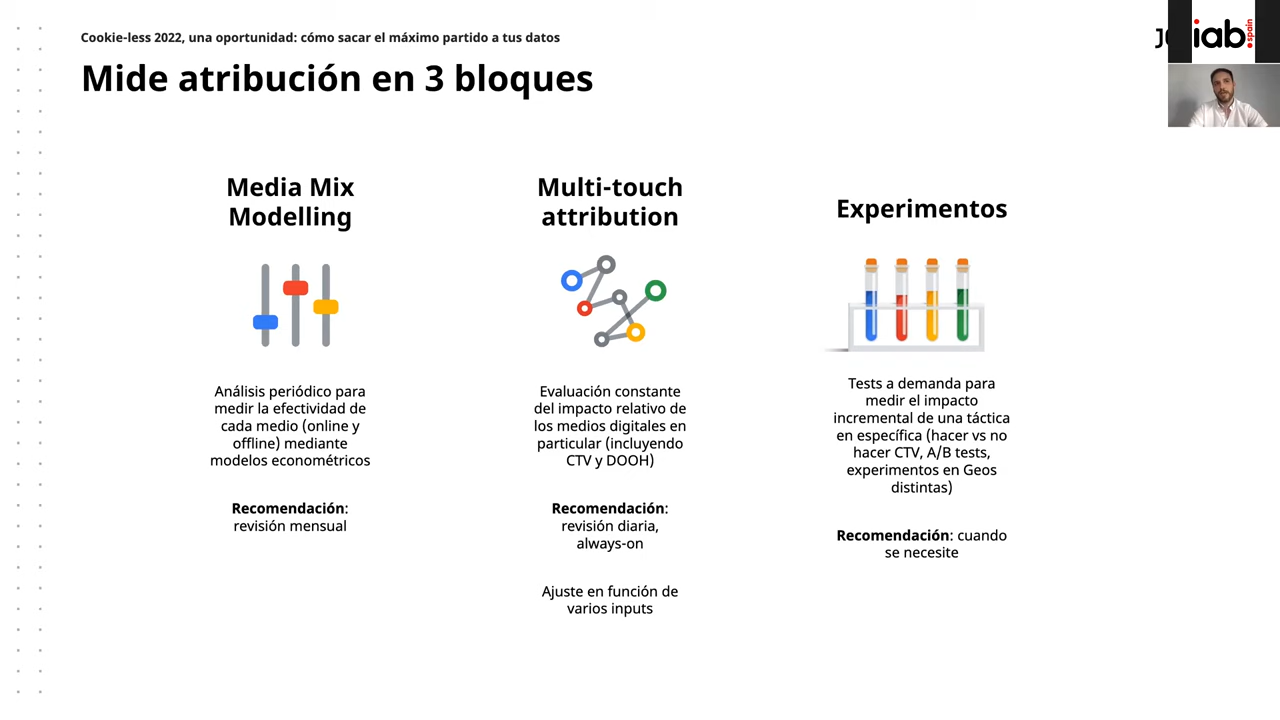 Cookie-less 2022, una oportunidad: cómo sacar el máximo partido a tus datos
Mide atribución en 3 bloques
iab
spain
Media Mix
Modelling
Análisis periódico para
medir la efectividad de
cada medio (online y
offline) mediante
modelos econométricos
Recomendación:
revisión mensual
Multi-touch
attribution
Evaluación constante
del impacto relativo de
los medios digitales en
particular (incluyendo
CTV y DOOH)
Recomendación:
revisión diaria,
always-on
Ajuste en función de
varios inputs
Experimentos
Tests a demanda para
medir el impacto
incremental de una táctica
en específica (hacer vs no
hacer CTV, A/B tests,
experimentos en Geos
distintas)
Recomendación: cuando
se necesite